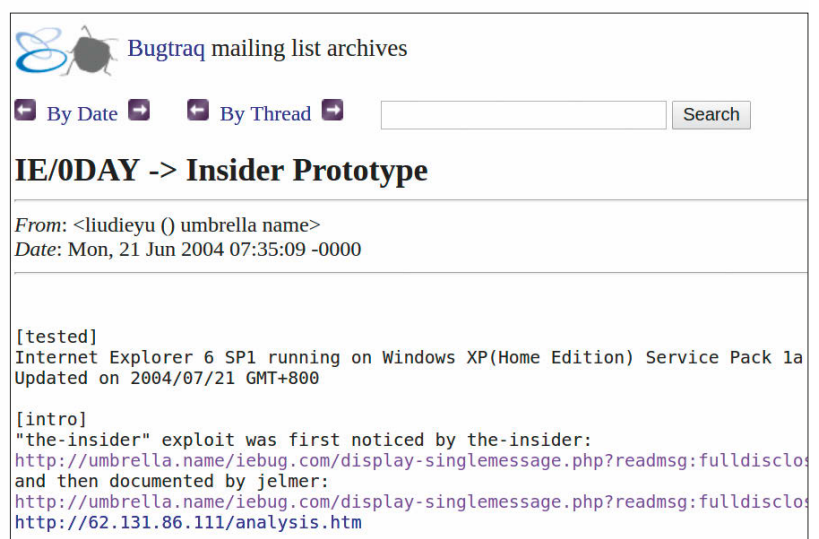 Bugtraq mailing list archives
By Date By Thread Search
IE/0DAY -> Insider Prototype
From: <liudieyu () umbrella name>
Date: Mon, 21 Jun 2004 07:35:09 -0000
[tested]
Internet Explorer 6 SP1 running on Windows XP(Home Edition) Service Pack 1a
Updated on 2004/07/21 GMT+800
[intro]
"the-insider" exploit was first noticed by the-insider:
http://umbrella.name/iebug.com/display-singlemessage.php?readmsg:fulldisclos
and then documented by jelmer:
http://umbrella.name/iebug.com/display-singlemessage.php?readmsg:fulldisclos
http://62.131.86.111/analysis.htm